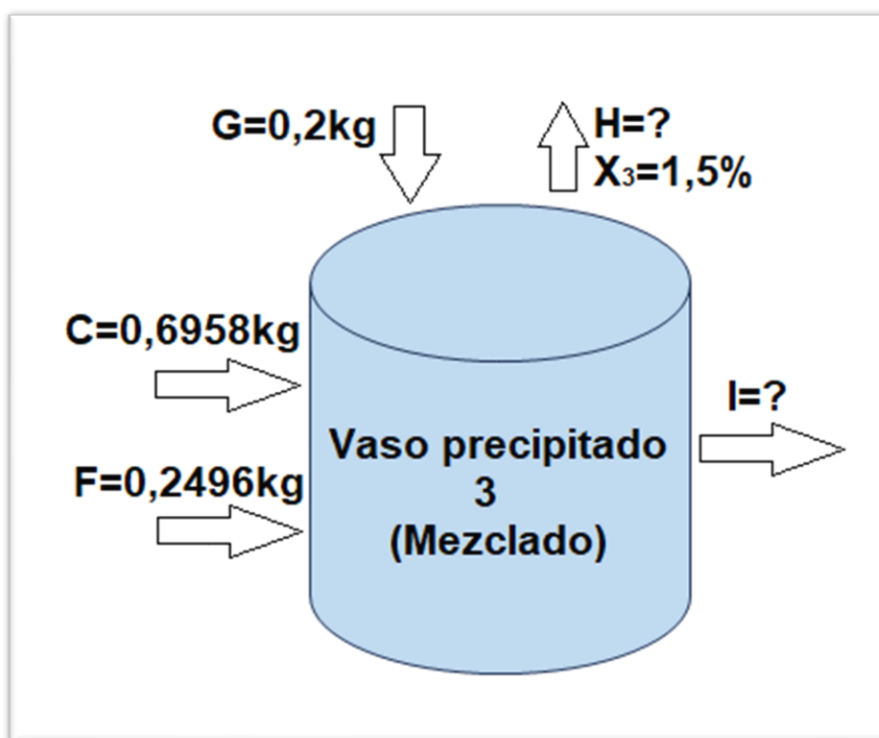 G=0,2kg
H=?
X₃=1,5%
C=0,6958kg
I=?
F=0,2496kg
Vaso precipitado
3
(Mezclado)